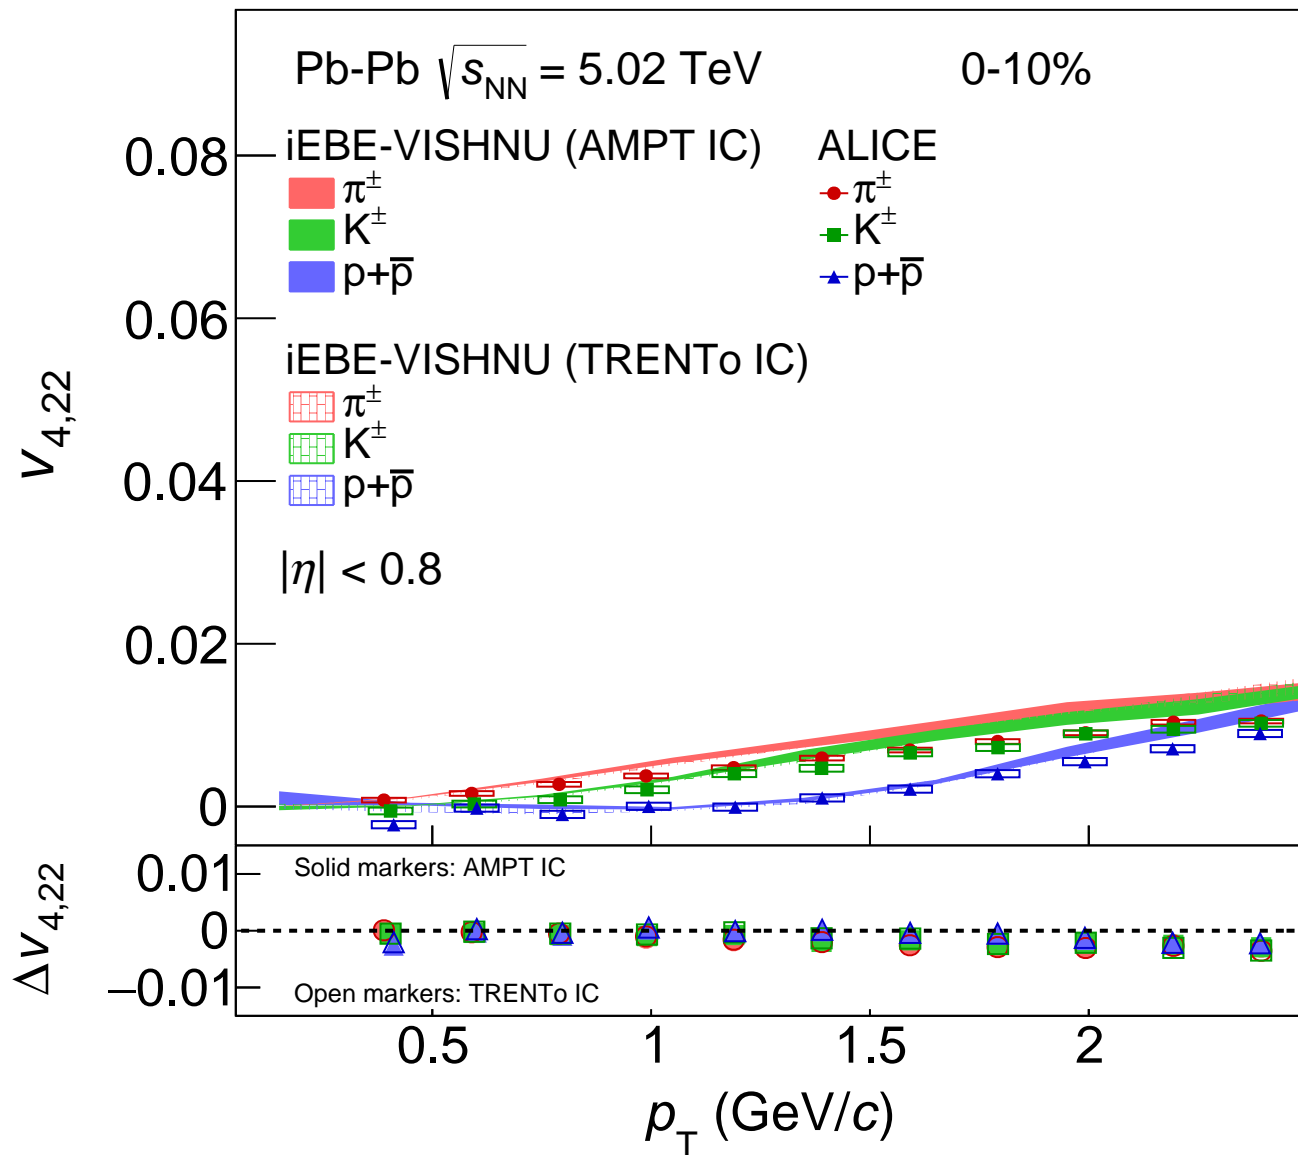 Pb-Pb √sNN = 5.02 TeV 0-10%
iEBE-VISHNU (AMPT IC) ALICE
π± π±
K± K±
p+p̅ p+p̅
iEBE-VISHNU (TRENTo IC)
π±
K±
p+p̅
|η| < 0.8
v4,22
0.08
0.06
0.04
0.02
0
Δv4,22
0.01
0
−0.01
Solid markers: AMPT IC
Open markers: TRENTo IC
0.5 1 1.5 2
pT (GeV/c)